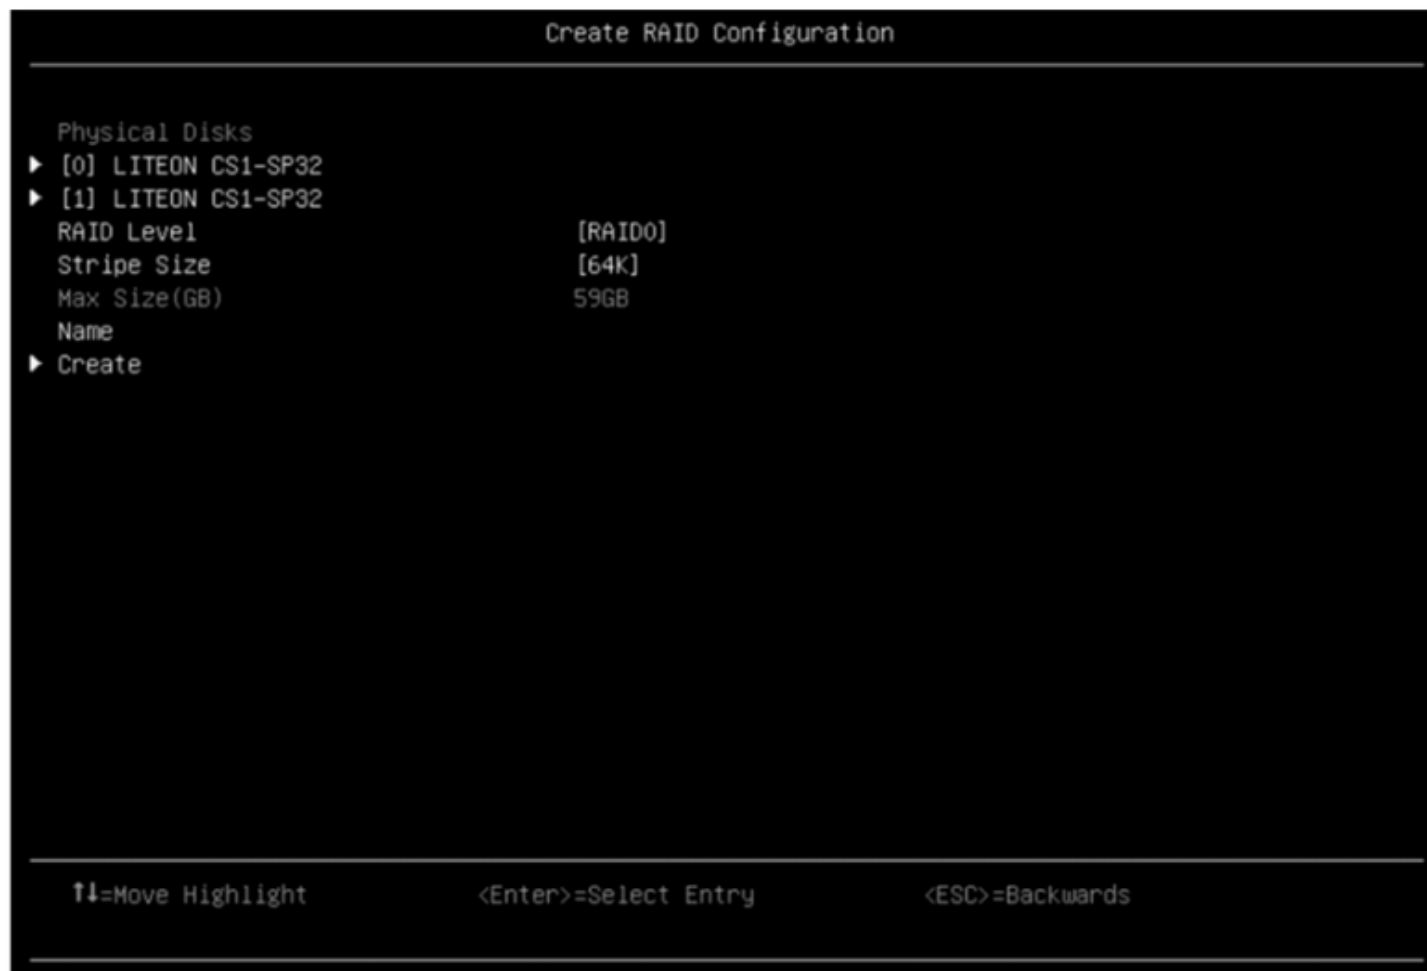 Create RAID Configuration
Physical Disks
[0] LITEON CS1-SP32
[1] LITEON CS1-SP32
RAID Level [RAID0]
Stripe Size [64K]
Max Size(GB) 59GB
Name
Create
↑↓=Move Highlight <Enter>=Select Entry <ESC>=Backwards